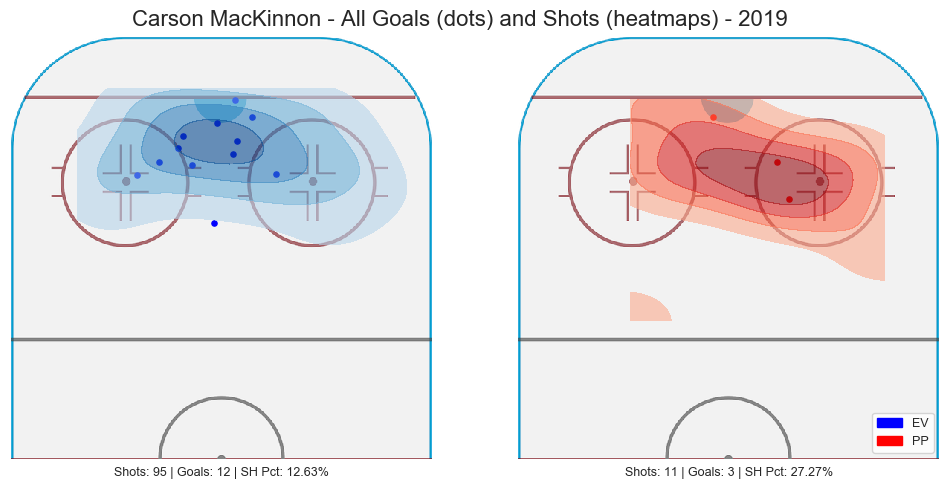 Carson MacKinnon - All Goals (dots) and Shots (heatmaps) - 2019
EV
PP
Shots: 95 | Goals: 12 | SH Pct: 12.63%
Shots: 11 | Goals: 3 | SH Pct: 27.27%